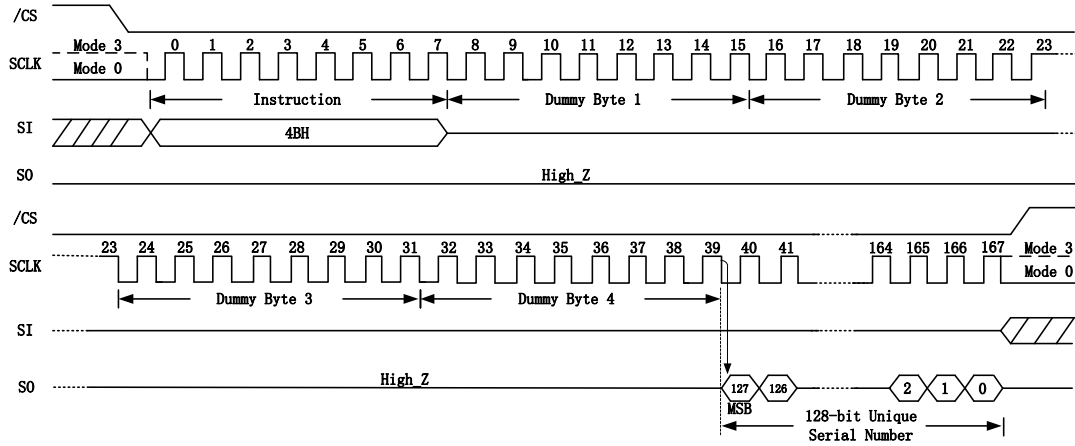 /CS
Mode 3 0 1 2 3 4 5 6 7 8 9 10 11 12 13 14 15 16 17 18 19 20 21 22 23
SCLK Mode 0
Instruction Dummy Byte 1 Dummy Byte 2
SI 4BH
SO High_Z
/CS
23 24 25 26 27 28 29 30 31 32 33 34 35 36 37 38 39 40 41 164 165 166 167 Mode 3
SCLK Mode 0
Dummy Byte 3 Dummy Byte 4
SI
SO High_Z 127 126 2 1 0
MSB 128-bit Unique
Serial Number